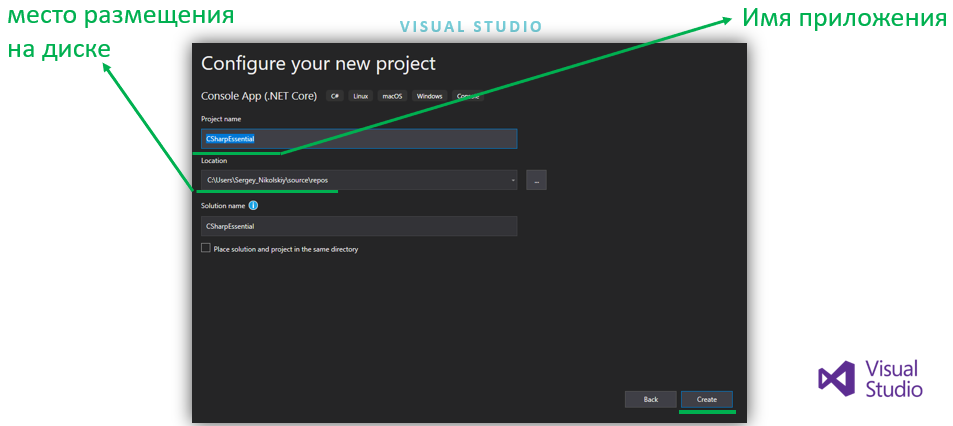 место размещения
на диске
VISUAL STUDIO
Имя приложения
Configure your new project
Console App (.NET Core) C# Linux macOS Windows Console
Project name
CSharpEssential
Location
C:\Users\Sergey_Nikolskiy\source\repos
...
Solution name
CSharpEssential
Place solution and project in the same directory
Back Create
Visual
Studio